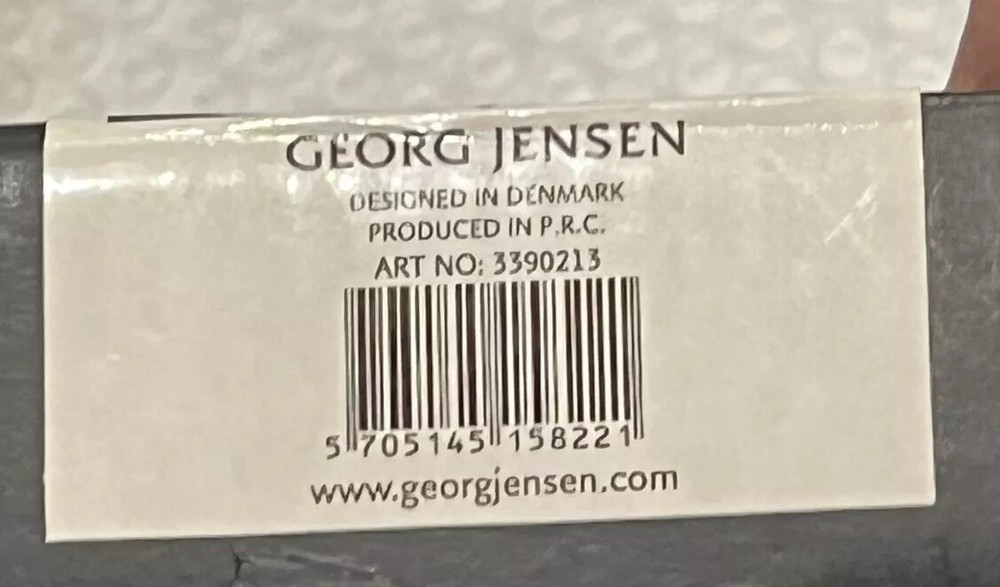 GEORG JENSEN
DESIGNED IN DENMARK
PRODUCED IN P.R.C.
ART NO: 3390213
5 705145 158221
www.georgjensen.com